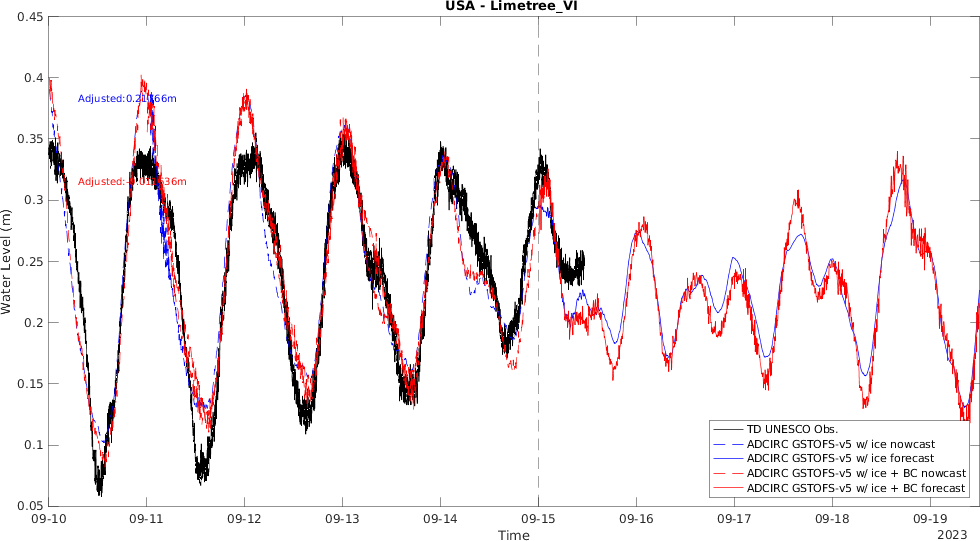 USA - Limetree_VI
0.45
0.4
0.35
0.3
0.25
0.2
0.15
0.1
0.05
Water Level (m)
Adjusted:
Adjusted:
TD UNESCO Obs.
ADCIRC GSTOFS-v5 w/ ice nowcast
ADCIRC GSTOFS-v5 w/ ice forecast
ADCIRC GSTOFS-v5 w/ ice + BC nowcast
ADCIRC GSTOFS-v5 w/ ice + BC forecast
09-10 09-11 09-12 09-13 09-14 09-15 09-16 09-17 09-18 09-19
Time
2023